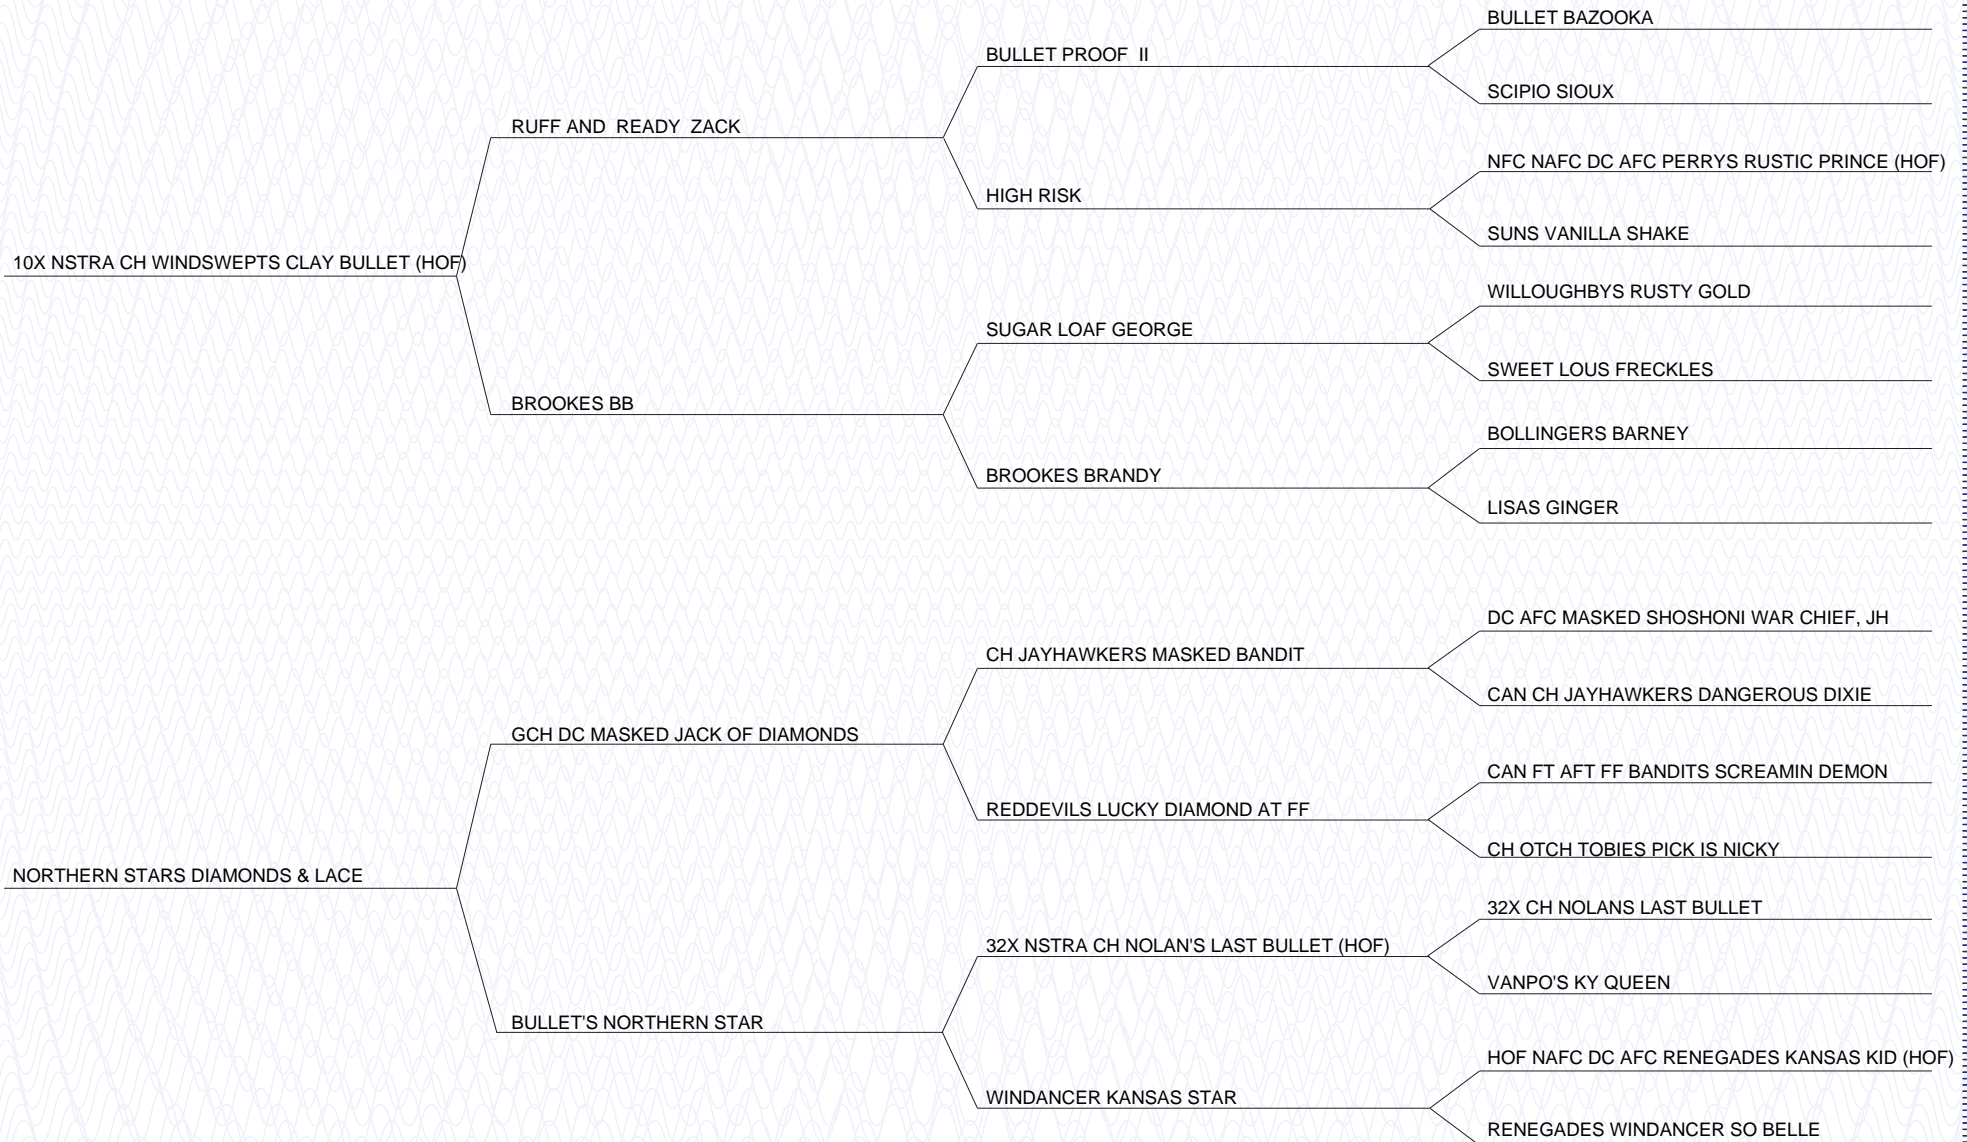 BULLET BAZOOKA
BULLET PROOF  II
SCIPIO SIOUX
RUFF AND  READY  ZACK
NFC NAFC DC AFC PERRYS RUSTIC PRINCE (HOF)
HIGH RISK
SUNS VANILLA SHAKE
10X NSTRA CH WINDSWEPTS CLAY BULLET (HOF)
WILLOUGHBYS RUSTY GOLD
SUGAR LOAF GEORGE
SWEET LOUS FRECKLES
BROOKES BB
BOLLINGERS BARNEY
BROOKES BRANDY
LISAS GINGER
DC AFC MASKED SHOSHONI WAR CHIEF, JH
CH JAYHAWKERS MASKED BANDIT
CAN CH JAYHAWKERS DANGEROUS DIXIE
GCH DC MASKED JACK OF DIAMONDS
CAN FT AFT FF BANDITS SCREAMIN DEMON
REDDEVILS LUCKY DIAMOND AT FF
CH OTCH TOBIES PICK IS NICKY
NORTHERN STARS DIAMONDS & LACE
32X CH NOLANS LAST BULLET
32X NSTRA CH NOLAN'S LAST BULLET (HOF)
VANPO'S KY QUEEN
BULLET'S NORTHERN STAR
HOF NAFC DC AFC RENEGADES KANSAS KID (HOF)
WINDANCER KANSAS STAR
RENEGADES WINDANCER SO BELLE